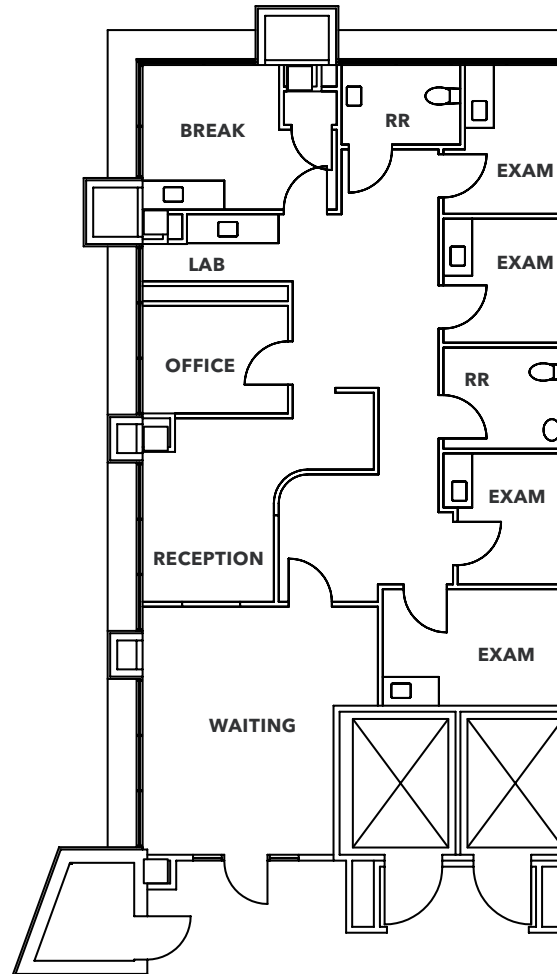 BREAK
RR
EXAM
EXAM
LAB
OFFICE
RR
EXAM
RECEPTION
EXAM
WAITING